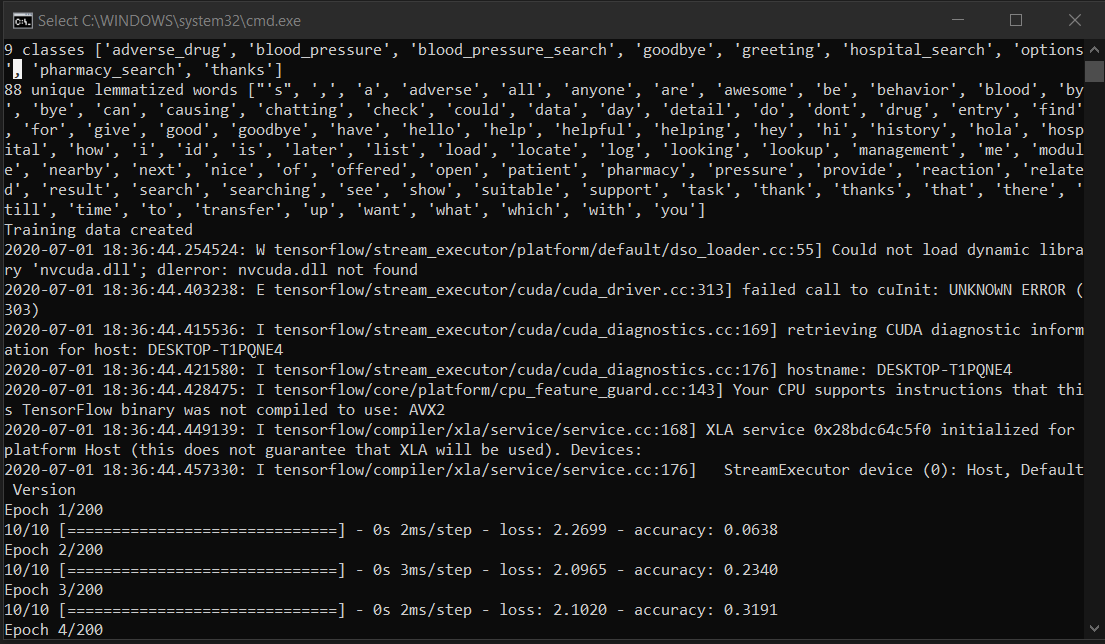 Select C:\WINDOWS\system32\cmd.exe
9 classes ['adverse_drug', 'blood_pressure', 'blood_pressure_search', 'goodbye', 'greeting', 'hospital_search', 'options
', 'pharmacy_search', 'thanks']
88 unique lemmatized words ["'s", ',', 'a', 'adverse', 'all', 'anyone', 'are', 'awesome', 'be', 'behavior', 'blood', 'by
', 'bye', 'can', 'causing', 'chatting', 'check', 'could', 'data', 'day', 'detail', 'do', 'dont', 'drug', 'entry', 'find'
, 'for', 'give', 'good', 'goodbye', 'have', 'hello', 'help', 'helpful', 'helping', 'hey', 'hi', 'history', 'hola', 'hosp
ital', 'how', 'i', 'id', 'is', 'later', 'list', 'load', 'locate', 'log', 'looking', 'lookup', 'management', 'me', 'modul
e', 'nearby', 'next', 'nice', 'of', 'offered', 'open', 'patient', 'pharmacy', 'pressure', 'provide', 'reaction', 'relate
d', 'result', 'search', 'searching', 'see', 'show', 'suitable', 'support', 'task', 'thank', 'thanks', 'that', 'there', '
till', 'time', 'to', 'transfer', 'up', 'want', 'what', 'which', 'with', 'you']
Training data created
2020-07-01 18:36:44.254524: W tensorflow/stream_executor/platform/default/dso_loader.cc:55] Could not load dynamic libra
ry 'nvcuda.dll'; dlerror: nvcuda.dll not found
2020-07-01 18:36:44.403238: E tensorflow/stream_executor/cuda/cuda_driver.cc:313] failed call to cuInit: UNKNOWN ERROR (
303)
2020-07-01 18:36:44.415536: I tensorflow/stream_executor/cuda/cuda_diagnostics.cc:169] retrieving CUDA diagnostic inform
ation for host: DESKTOP-T1PQNE4
2020-07-01 18:36:44.421580: I tensorflow/stream_executor/cuda/cuda_diagnostics.cc:176] hostname: DESKTOP-T1PQNE4
2020-07-01 18:36:44.428475: I tensorflow/core/platform/cpu_feature_guard.cc:143] Your CPU supports instructions that thi
s TensorFlow binary was not compiled to use: AVX2
2020-07-01 18:36:44.449139: I tensorflow/compiler/xla/service/service.cc:168] XLA service 0x28bdc64c5f0 initialized for
platform Host (this does not guarantee that XLA will be used). Devices:
2020-07-01 18:36:44.457330: I tensorflow/compiler/xla/service/service.cc:176]   StreamExecutor device (0): Host, Default
 Version
Epoch 1/200
10/10 [==============================] - 0s 2ms/step - loss: 2.2699 - accuracy: 0.0638
Epoch 2/200
10/10 [==============================] - 0s 3ms/step - loss: 2.0965 - accuracy: 0.2340
Epoch 3/200
10/10 [==============================] - 0s 2ms/step - loss: 2.1020 - accuracy: 0.3191
Epoch 4/200